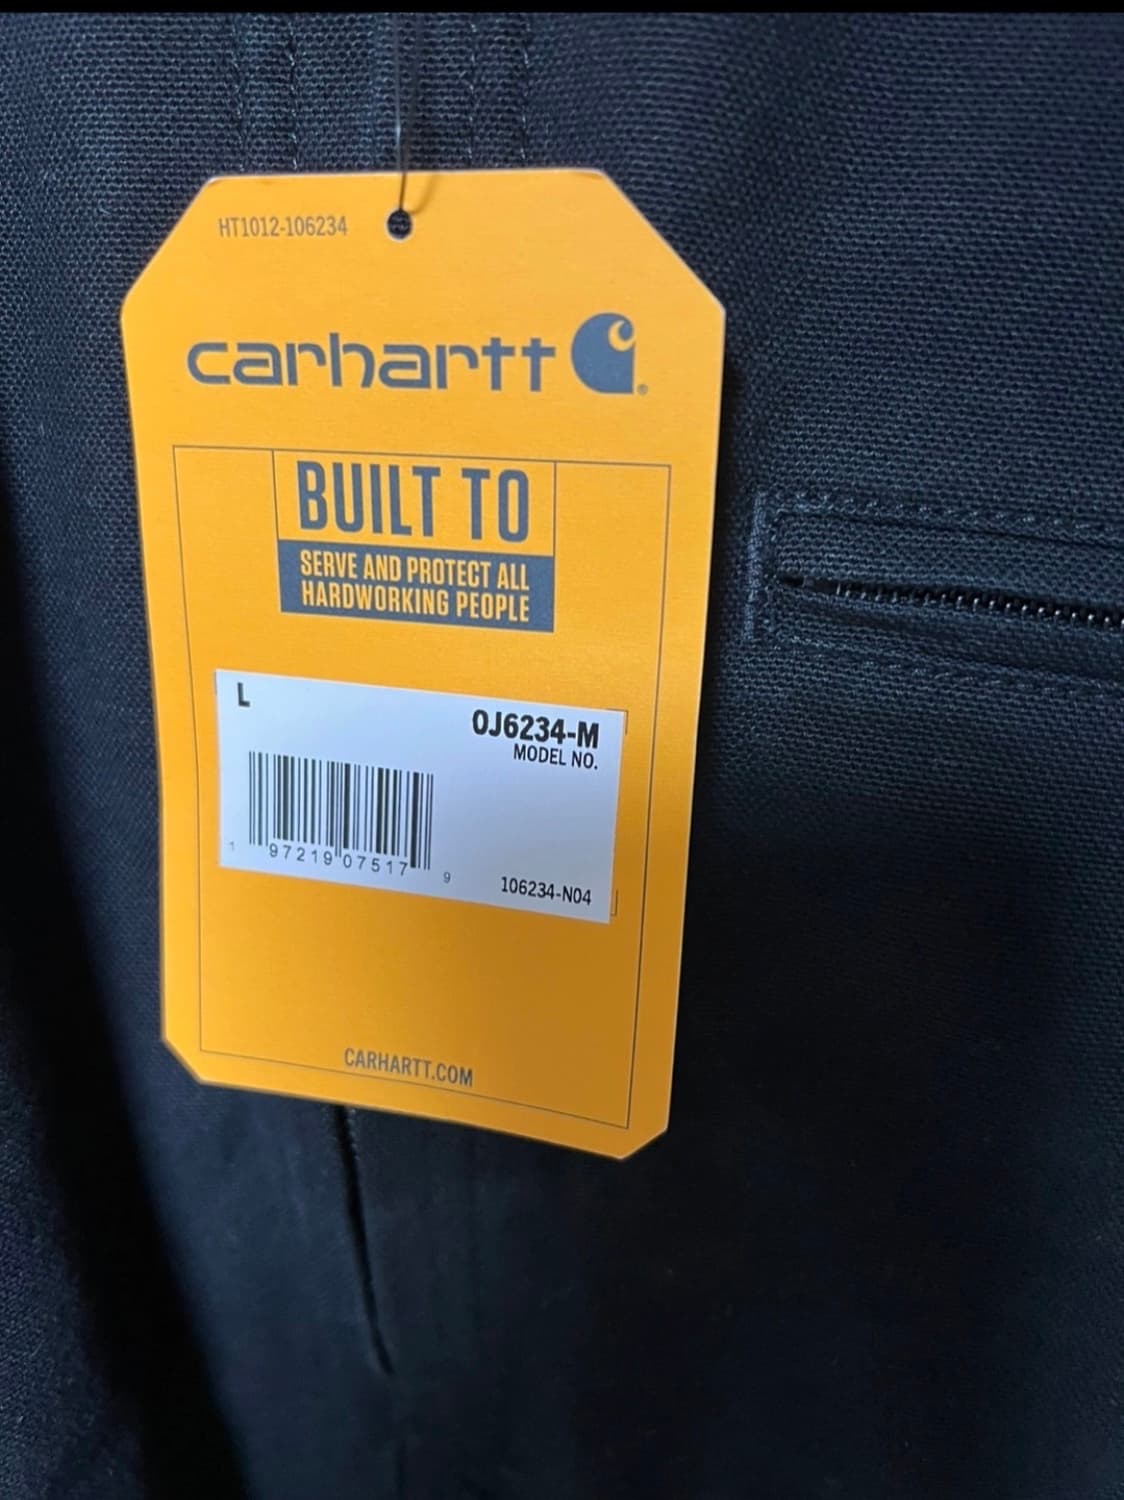 HT1012-106234
carhartt
BUILT TO
SERVE AND PROTECT ALL
HARDWORKING PEOPLE
L
OJ6234-M
MODEL NO.
1 97219 07517 9
106234-N04
CARHARTT.COM